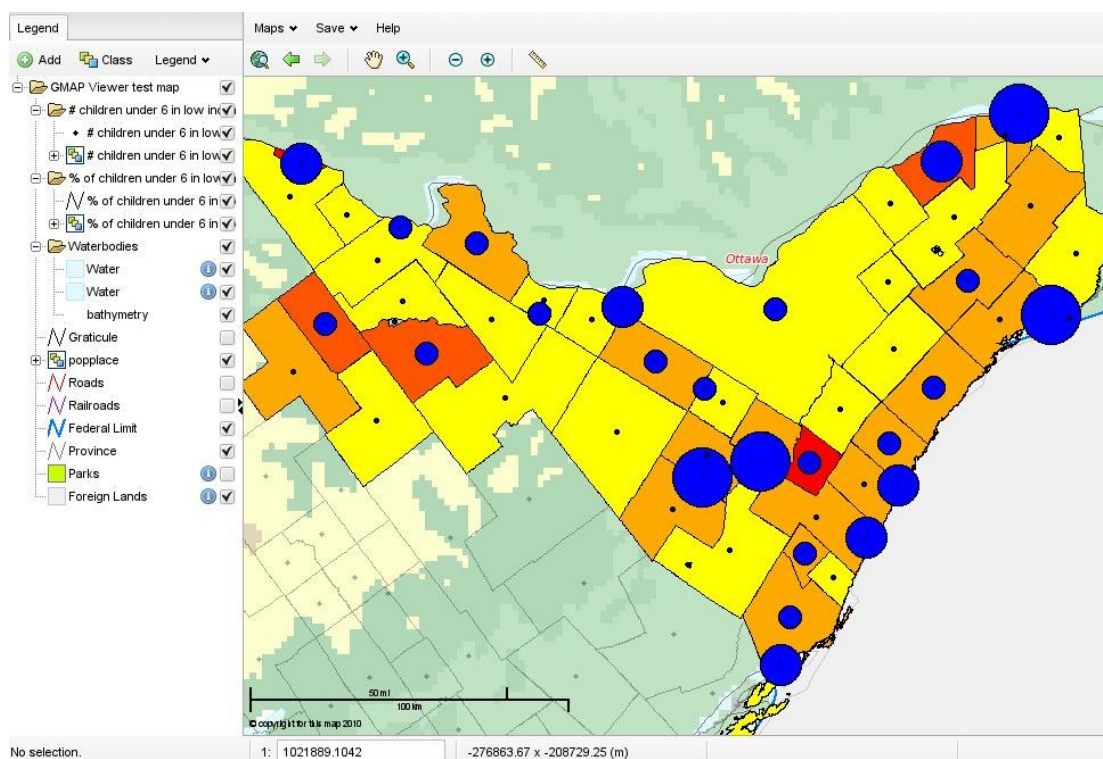 Legend
Maps Save Help
Add Class Legend
GMAP Viewer test map
# children under 6 in low in
# children under 6 in low
# children under 6 in low
% of children under 6 in low
% of children under 6 in
% of children under 6 in
Waterbodies
Water
Water
bathymetry
Graticule
popplace
Roads
Railroads
Federal Limit
Province
Parks
Foreign Lands
Ottawa
50 mi
100 km
© copyright for this map 2010
No selection.
1: 1021889.1042
-276863.67 x -208729.25 (m)